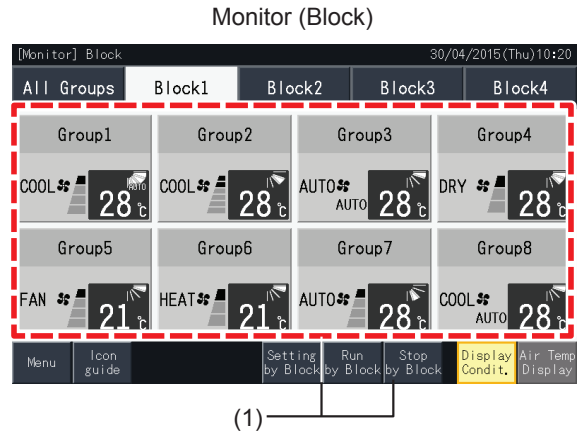 Monitor (Block)
[Monitor] Block 30/04/2015(Thu)10:20
All Groups Block1 Block2 Block3 Block4
Group1 Group2 Group3 Group4
COOL AUTO 28 ℃ COOL 28 ℃ AUTO AUTO 28 ℃ DRY 28 ℃
Group5 Group6 Group7 Group8
FAN 21 ℃ HEAT 21 ℃ AUTO 28 ℃ COOL AUTO 28 ℃
Menu Icon guide Setting by Block Run by Block Stop by Block Display Condit. Air Temp Display
(1)